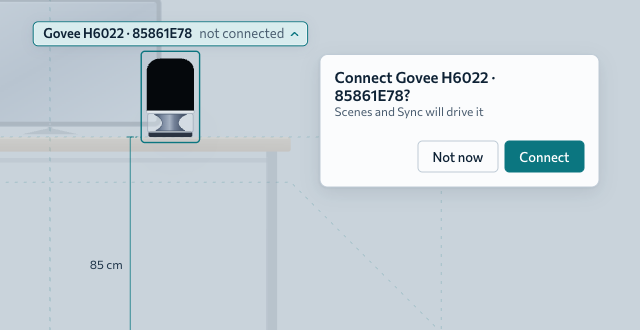 Govee H6022 · 85861E78 not connected
Connect Govee H6022 ·
85861E78?
Scenes and Sync will drive it
Not now Connect
85 cm